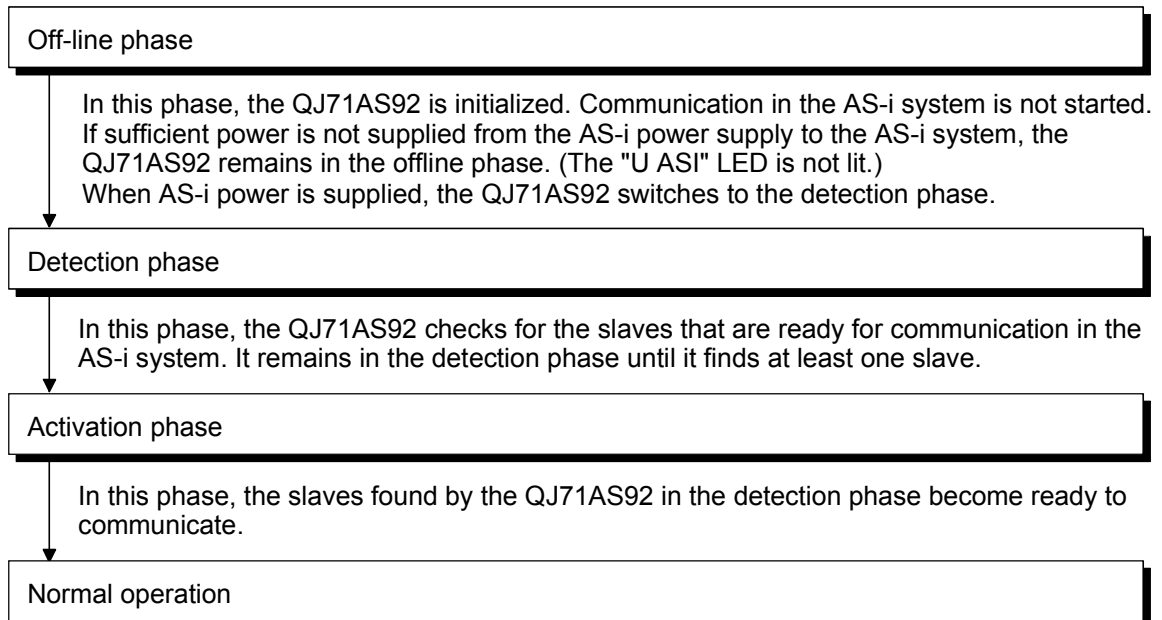 Off-line phase
In this phase, the QJ71AS92 is initialized. Communication in the AS-i system is not started.
If sufficient power is not supplied from the AS-i power supply to the AS-i system, the
QJ71AS92 remains in the offline phase. (The "U ASI" LED is not lit.)
When AS-i power is supplied, the QJ71AS92 switches to the detection phase.
Detection phase
In this phase, the QJ71AS92 checks for the slaves that are ready for communication in the
AS-i system. It remains in the detection phase until it finds at least one slave.
Activation phase
In this phase, the slaves found by the QJ71AS92 in the detection phase become ready to
communicate.
Normal operation